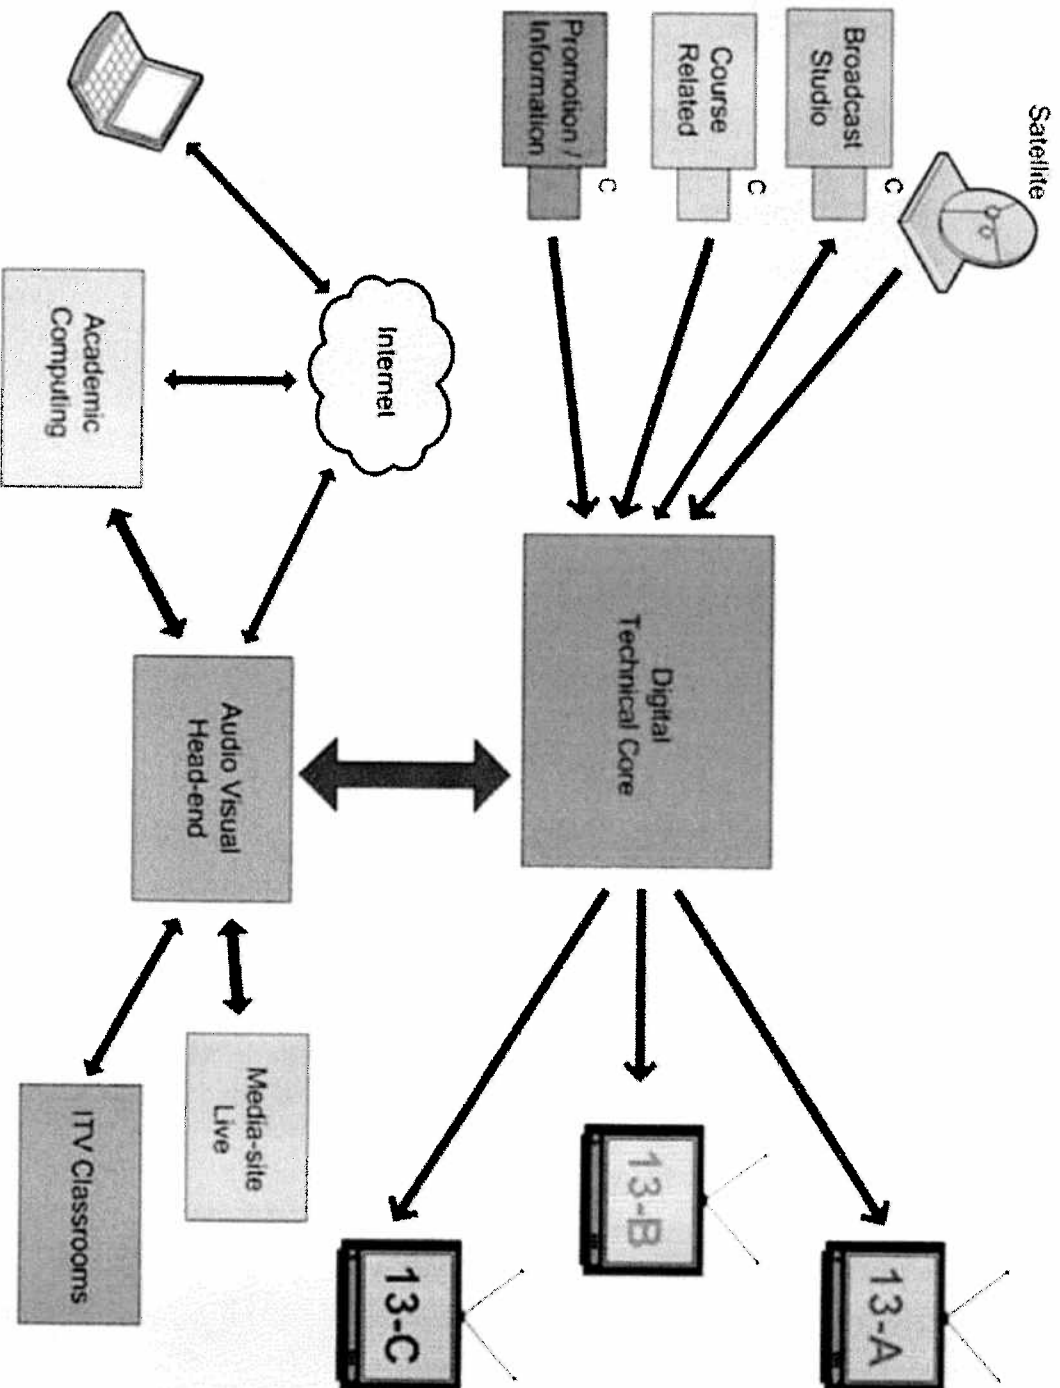 Satellite
Broadcast
Studio
C
Course
Related
C
Promotion /
Information
C
Digital
Technical Core
13-A
13-B
13-C
Internet
Academic
Computing
Audio Visual
Head-end
Media-site
Live
ITV Classrooms